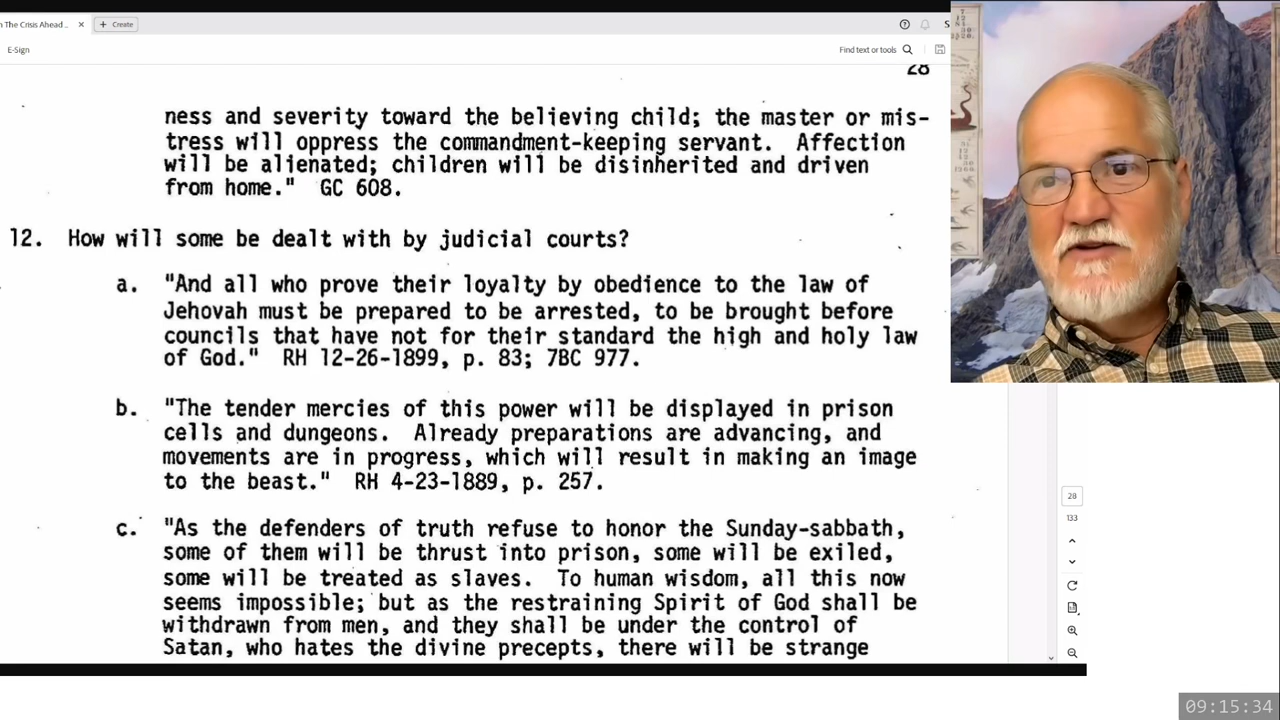 n The Crisis Ahead...
Create
E-Sign
Find text or tools
28
ness and severity toward the believing child; the master or mis-
tress will oppress the commandment-keeping servant. Affection
will be alienated; children will be disinherited and driven
from home." GC 608.
12. How will some be dealt with by judicial courts?
a. "And all who prove their loyalty by obedience to the law of
Jehovah must be prepared to be arrested, to be brought before
councils that have not for their standard the high and holy law
of God." RH 12-26-1899, p. 83; 7BC 977.
b. "The tender mercies of this power will be displayed in prison
cells and dungeons. Already preparations are advancing, and
movements are in progress, which will result in making an image
to the beast." RH 4-23-1889, p. 257.
c. "As the defenders of truth refuse to honor the Sunday-sabbath,
some of them will be thrust into prison, some will be exiled,
some will be treated as slaves. To human wisdom, all this now
seems impossible; but as the restraining Spirit of God shall be
withdrawn from men, and they shall be under the control of
Satan, who hates the divine precepts, there will be strange
28
133
09:15:34